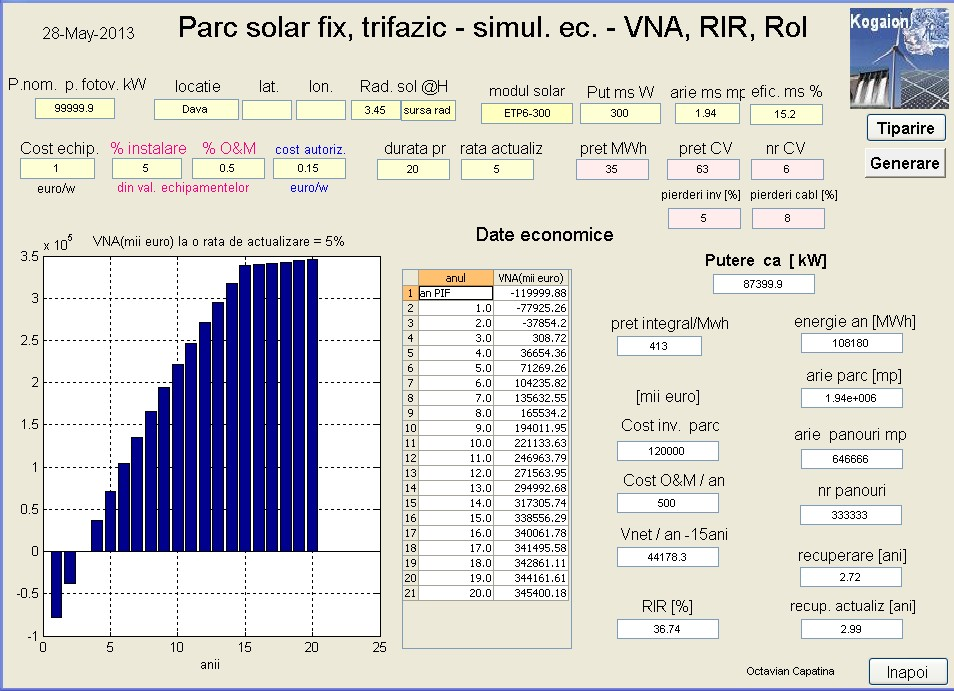 28-May-2013
Parc solar fix, trifazic - simul. ec. - VNA, RIR, RoI
Kogaion
P.nom. p. fotov. kW locatie lat. lon. Rad. sol @H modul solar Put ms W arie ms mp efic. ms %
99999.9 Dava 3.45 sursa rad ETP6-300 300 1.94 15.2
Tiparire
Cost echip. % instalare % O&M cost autoriz. durata pr rata actualiz pret MWh pret CV nr CV
1 5 0.5 0.15 20 5 35 63 6
Generare
euro/w din val. echipamentelor euro/w
pierderi inv [%] pierderi cabl [%]
5 8
x 10^5 VNA(mii euro) la o rata de actualizare = 5%
3.5
3
2.5
2
1.5
1
0.5
0
-0.5
-1
0 5 10 15 20 25
anii
Date economice
anul VNA(mii euro)
1 an PIF -119999.88
2 1.0 -77925.26
3 2.0 -37854.2
4 3.0 308.72
5 4.0 36654.36
6 5.0 71269.26
7 6.0 104235.82
8 7.0 135632.55
9 8.0 165534.2
10 9.0 194011.95
11 10.0 221133.63
12 11.0 246963.79
13 12.0 271563.95
14 13.0 294992.68
15 14.0 317305.74
16 15.0 338556.29
17 16.0 340061.78
18 17.0 341495.58
19 18.0 342861.11
20 19.0 344161.61
21 20.0 345400.18
Putere ca [ kW]
87399.9
pret integral/Mwh
413
[mii euro]
Cost inv. parc
120000
Cost O&M / an
500
Vnet / an -15ani
44178.3
RIR [%]
36.74
energie an [MWh]
108180
arie parc [mp]
1.94e+006
arie panouri mp
646666
nr panouri
333333
recuperare [ani]
2.72
recup. actualiz [ani]
2.99
Octavian Capatina
Inapoi